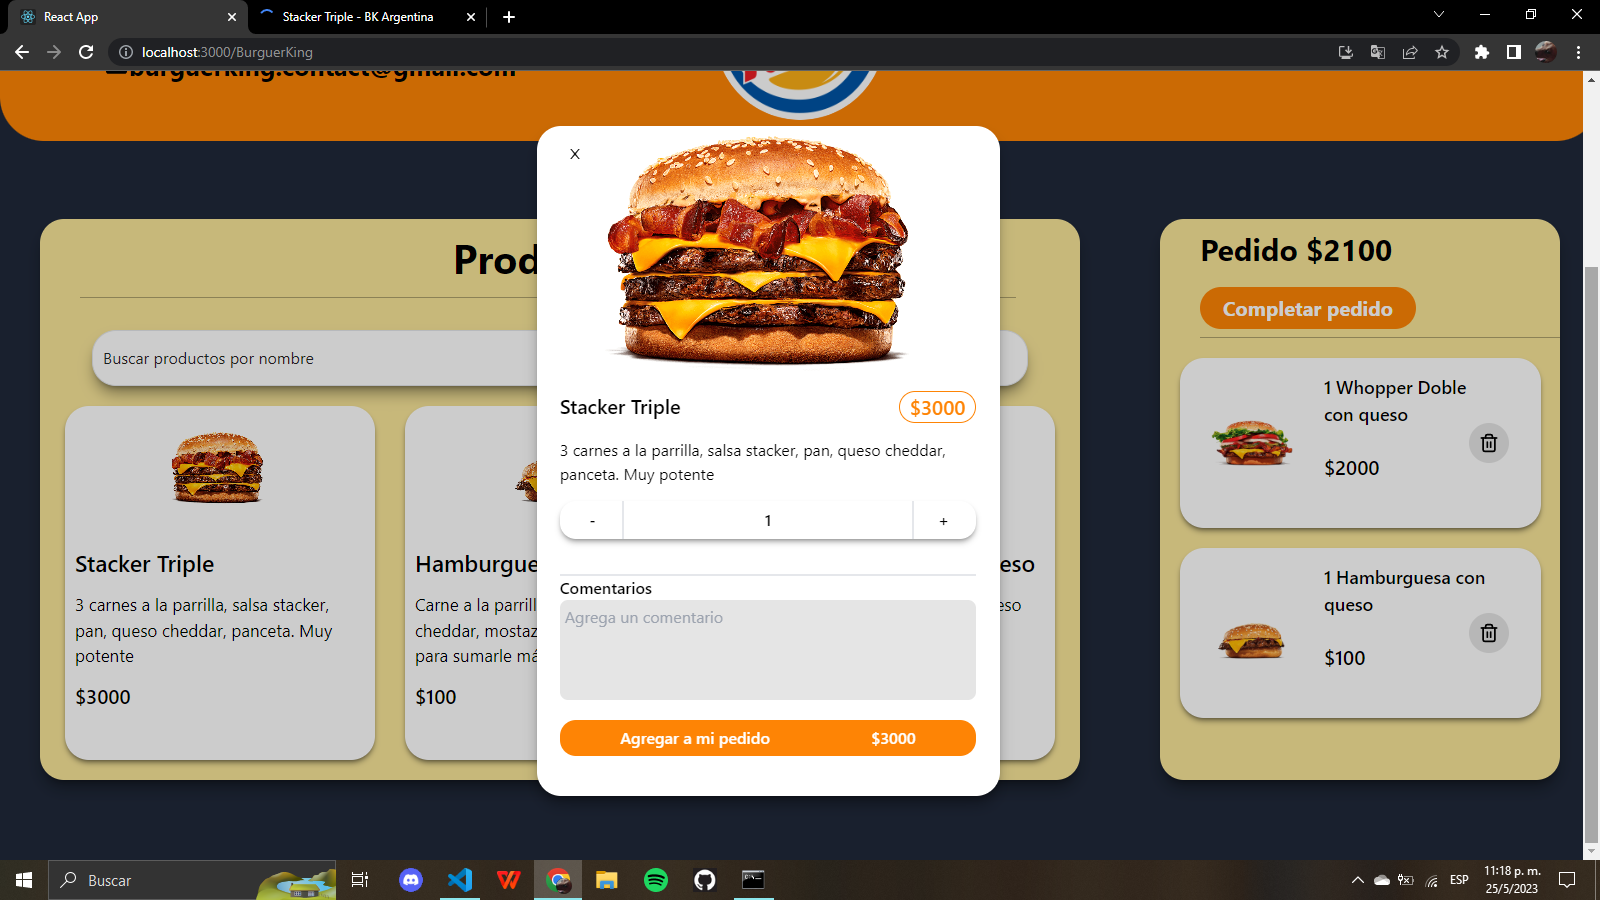 React App
Stacker Triple - BK Argentina
localhost:3000/BurguerKing
burguerking.contact@gmail.com
Prod
Buscar productos por nombre
Stacker Triple
3 carnes a la parrilla, salsa stacker,
pan, queso cheddar, panceta. Muy
potente
$3000
Hamburgue
Carne a la parrill
cheddar, mostaz
para sumarle má
$100
eso
eso
X
Stacker Triple
$3000
3 carnes a la parrilla, salsa stacker, pan, queso cheddar,
panceta. Muy potente
- 1 +
Comentarios
Agrega un comentario
Agregar a mi pedido $3000
Pedido $2100
Completar pedido
1 Whopper Doble
con queso
$2000
1 Hamburguesa con
queso
$100
Buscar
ESP
11:18 p. m.
25/5/2023